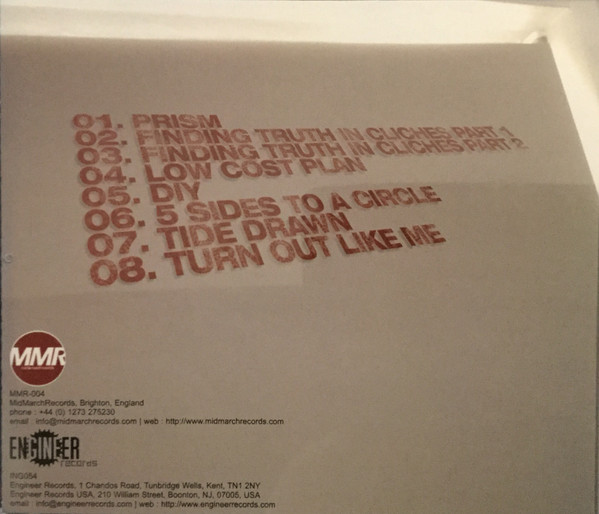 01. PRISM
02. FINDING TRUTH IN CLICHES PART 1
03. FINDING TRUTH IN CLICHES PART 2
04. LOW COST PLAN
05. DIY
06. 5 SIDES TO A CIRCLE
07. TIDE DRAWN
08. TURN OUT LIKE ME
MMR
MMR-004
MidMarchRecords, Brighton, England
phone : +44 (0) 1273 275230
email : info@midmarchrecords.com | web : http://www.midmarchrecords.com
ENGINEER
records
ING054
Engineer Records, 1 Chandos Road, Tunbridge Wells, Kent, TN1 2NY
Engineer Records USA, 210 William Street, Boonton, NJ, 07005, USA
email : info@engineerrecords.com | web : http://www.engineerrecords.com